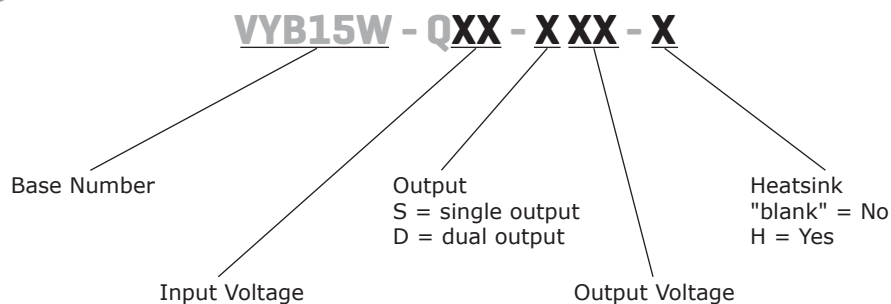 VYB15W - QXX - X XX - X
Base Number
Output
S = single output
D = dual output
Heatsink
"blank" = No
H = Yes
Input Voltage
Output Voltage